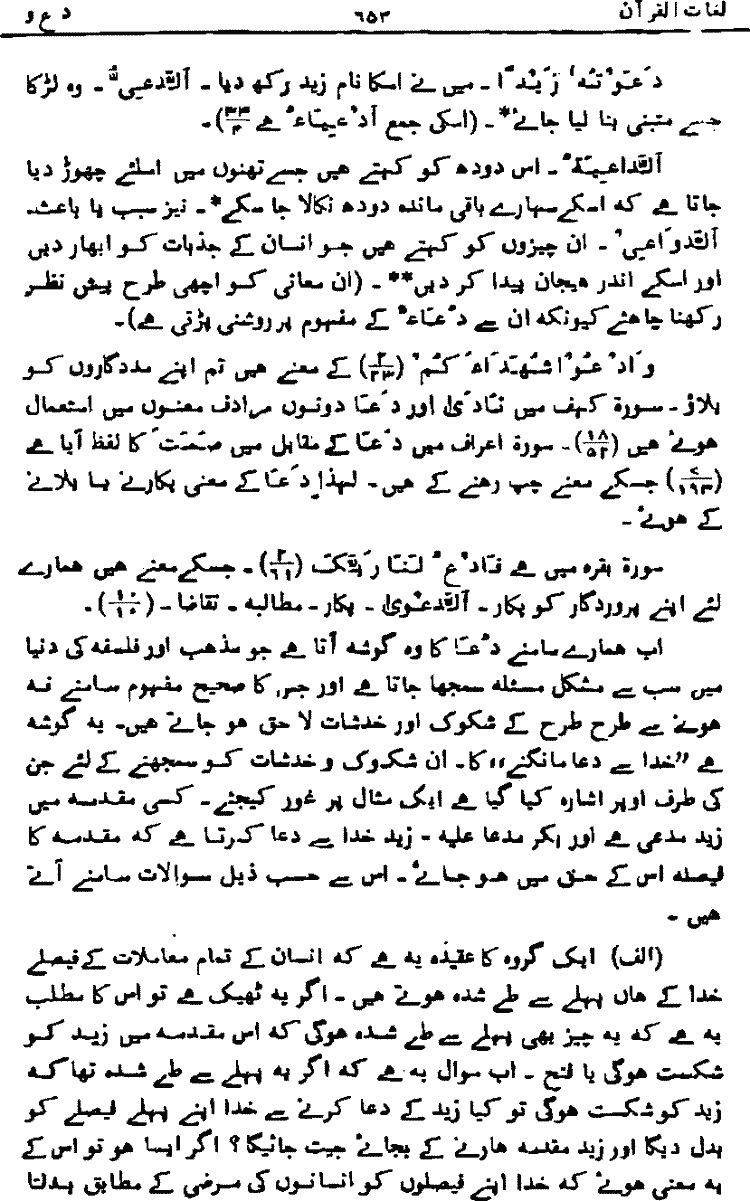 لغات القرآن ٦٥٣ د ع و
دَعَوْتُهُ زَيْدًا ۔ میں نے اسکا نام زید رکھ دیا ۔ اَلدَّعِيُّ ۔ وہ لڑکا
جسے متبنیٰ بنا لیا جائے* ۔ (اسکی جمع اَدْعِيَاءُ ہے ۳۳/۴) ۔
اَلدَّاعِيَةُ ۔ اس دودھ کو کہتے ہیں جسے تھنوں میں اسلئے چھوڑ دیا
جاتا ہے کہ اسکے سہارے باقی ماندہ دودھ نکالا جا سکے* ۔ نیز سبب یا باعث۔
اَلدَّوَاعِي ۔ ان چیزوں کو کہتے ہیں جو انسان کے جذبات کو ابھار دیں
اور اسکے اندر ہیجان پیدا کر دیں** ۔ (ان معانی کو اچھی طرح پیش نظر
رکھنا چاہئے کیونکہ ان سے دُعَاءٌ کے مفہوم پر روشنی پڑتی ہے)۔
وَادْعُوْا شُهَدَاءَ كُمْ (۲/۲۳) کے معنے ہیں تم اپنے مددگاروں کو
بلاؤ ۔ سورۃ کہف میں نَادَیٰ اور دَعَا دونوں مرادف معنوں میں استعمال
ہوئے ہیں (۱۸/۵۲) ۔ سورۃ اعراف میں دَعَا کے مقابل میں صَمَتَ کا لفظ آیا ہے
(۷/۱۹۳) جسکے معنے چپ رہنے کے ہیں ۔ لہذا دَعَا کے معنی پکارنے یا بلانے
کے ہوئے ۔
سورۃ بقرہ میں ہے فَادْعُ لَنَا رَبَّکَ (۲/۶۱) ۔ جسکے معنے ہیں ہمارے
لئے اپنے پروردگار کو پکار ۔ اَلدَّعْوَیٰ ۔ پکار ۔ مطالبہ ۔ تقاضا ۔ (۱۰/۱۰) ۔
اب ہمارے سامنے دُعَا کا وہ گوشہ آتا ہے جو مذہب اور فلسفہ کی دنیا
میں سب سے مشکل مسئلہ سمجھا جاتا ہے اور جس کا صحیح مفہوم سامنے نہ
ہونے سے طرح طرح کے شکوک اور خدشات لا حق ہو جاتے ہیں۔ یہ گوشہ
ہے ”خدا سے دعا مانگنے،، کا۔ ان شکوک و خدشات کو سمجھنے کے لئے جن
کی طرف اوپر اشارہ کیا گیا ہے ایک مثال پر غور کیجئے ۔ کسی مقدمہ میں
زید مدعی ہے اور بکر مدعا علیہ ۔ زید خدا سے دعا کرتا ہے کہ مقدمہ کا
فیصلہ اس کے حق میں ہو جائے ۔ اس سے حسب ذیل سوالات سامنے آتے
ہیں ۔
(الف) ایک گروہ کا عقیدہ یہ ہے کہ انسان کے تمام معاملات کے فیصلے
خدا کے ہاں پہلے سے طے شدہ ہوتے ہیں ۔ اگر یہ ٹھیک ہے تو اس کا مطلب
یہ ہے کہ یہ چیز بھی پہلے سے طے شدہ ہوگی کہ اس مقدمہ میں زید کو
شکست ہوگی یا فتح ۔ اب سوال یہ ہے کہ اگر یہ پہلے سے طے شدہ تھا کہ
زید کو شکست ہوگی تو کیا زید کے دعا کرنے سے خدا اپنے پہلے فیصلے کو
بدل دیگا اور زید مقدمہ ہارنے کے بجائے جیت جائیگا ؟ اگر ایسا ہو تو اس کے
یہ معنی ہوئے کہ خدا اپنے فیصلوں کو انسانوں کی مرضی کے مطابق بدلتا